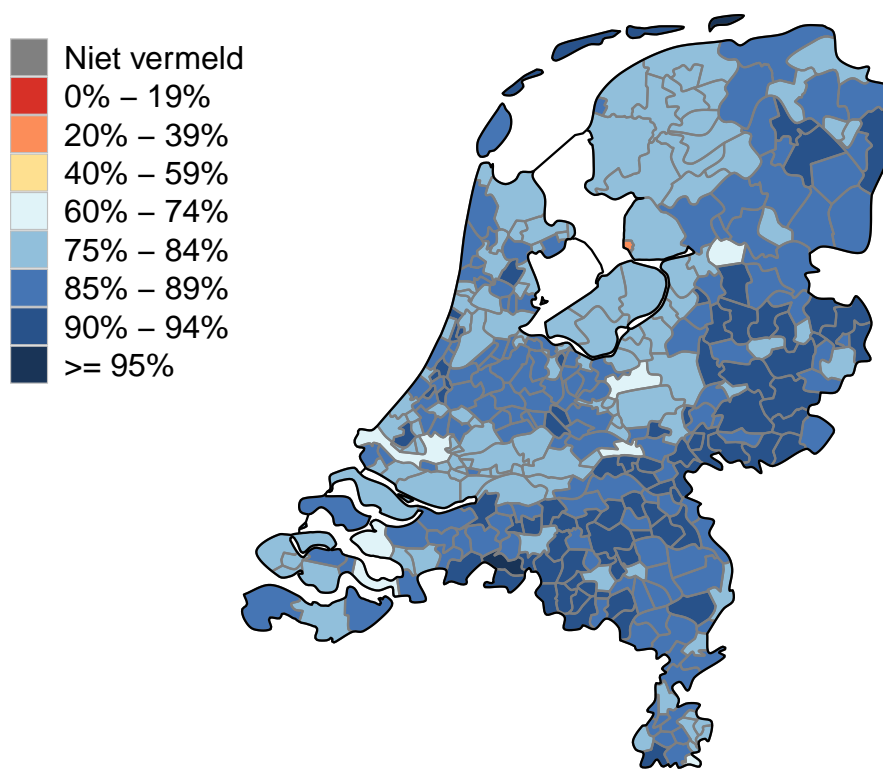 Niet vermeld
0% – 19%
20% – 39%
40% – 59%
60% – 74%
75% – 84%
85% – 89%
90% – 94%
>= 95%